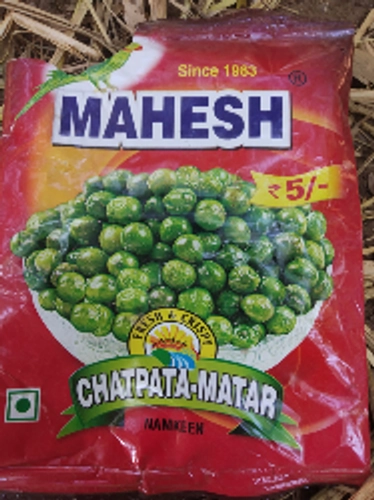 Since 1963
MAHESH®
₹5/-
FRESH & CRISPY
CHATPATA-MATAR
NAMKEEN